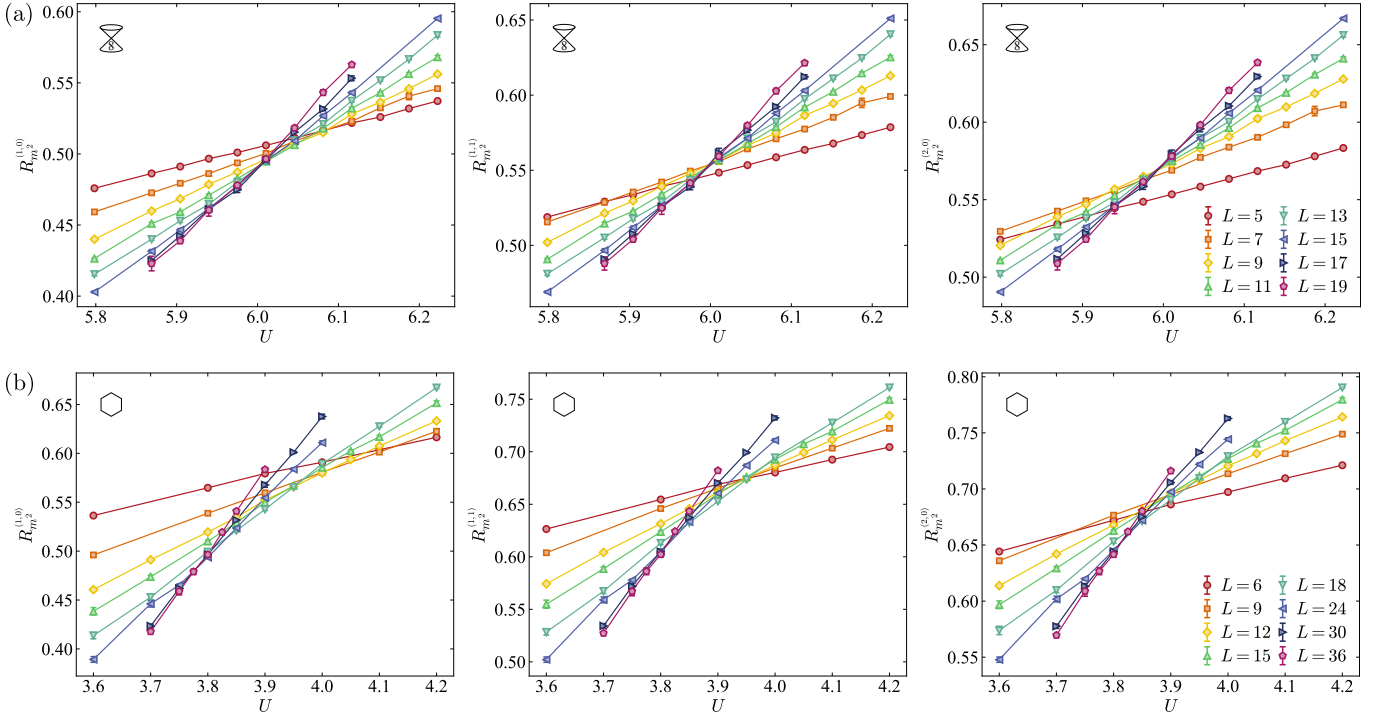 (a)
0.60
0.55
0.50
0.45
0.40
R_{m^2}^{(1,0)}
5.8 5.9 6.0 6.1 6.2
U
8
0.65
0.60
0.55
0.50
R_{m^2}^{(1,1)}
5.8 5.9 6.0 6.1 6.2
U
8
0.65
0.60
0.55
0.50
R_{m^2}^{(2,0)}
5.8 5.9 6.0 6.1 6.2
U
8
L = 5 L = 13
L = 7 L = 15
L = 9 L = 17
L = 11 L = 19
(b)
0.65
0.60
0.55
0.50
0.45
0.40
R_{m^2}^{(1,0)}
3.6 3.7 3.8 3.9 4.0 4.1 4.2
U
0.75
0.70
0.65
0.60
0.55
0.50
R_{m^2}^{(1,1)}
3.6 3.7 3.8 3.9 4.0 4.1 4.2
U
0.80
0.75
0.70
0.65
0.60
0.55
R_{m^2}^{(2,0)}
3.6 3.7 3.8 3.9 4.0 4.1 4.2
U
L = 6 L = 18
L = 9 L = 24
L = 12 L = 30
L = 15 L = 36